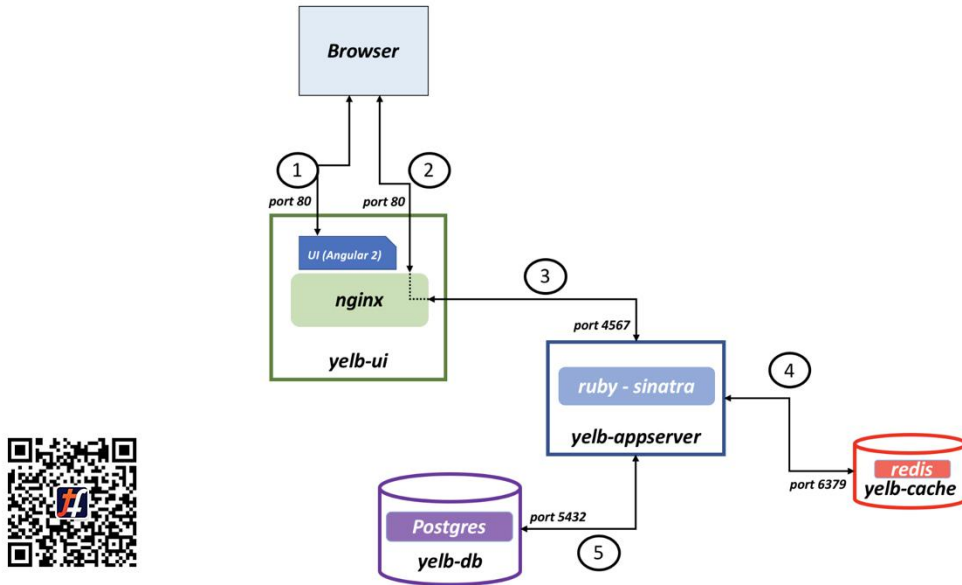 Browser
1
2
port 80
port 80
UI (Angular 2)
nginx
yelb-ui
3
port 4567
ruby - sinatra
yelb-appserver
4
port 6379
redis
yelb-cache
Postgres
yelb-db
port 5432
5